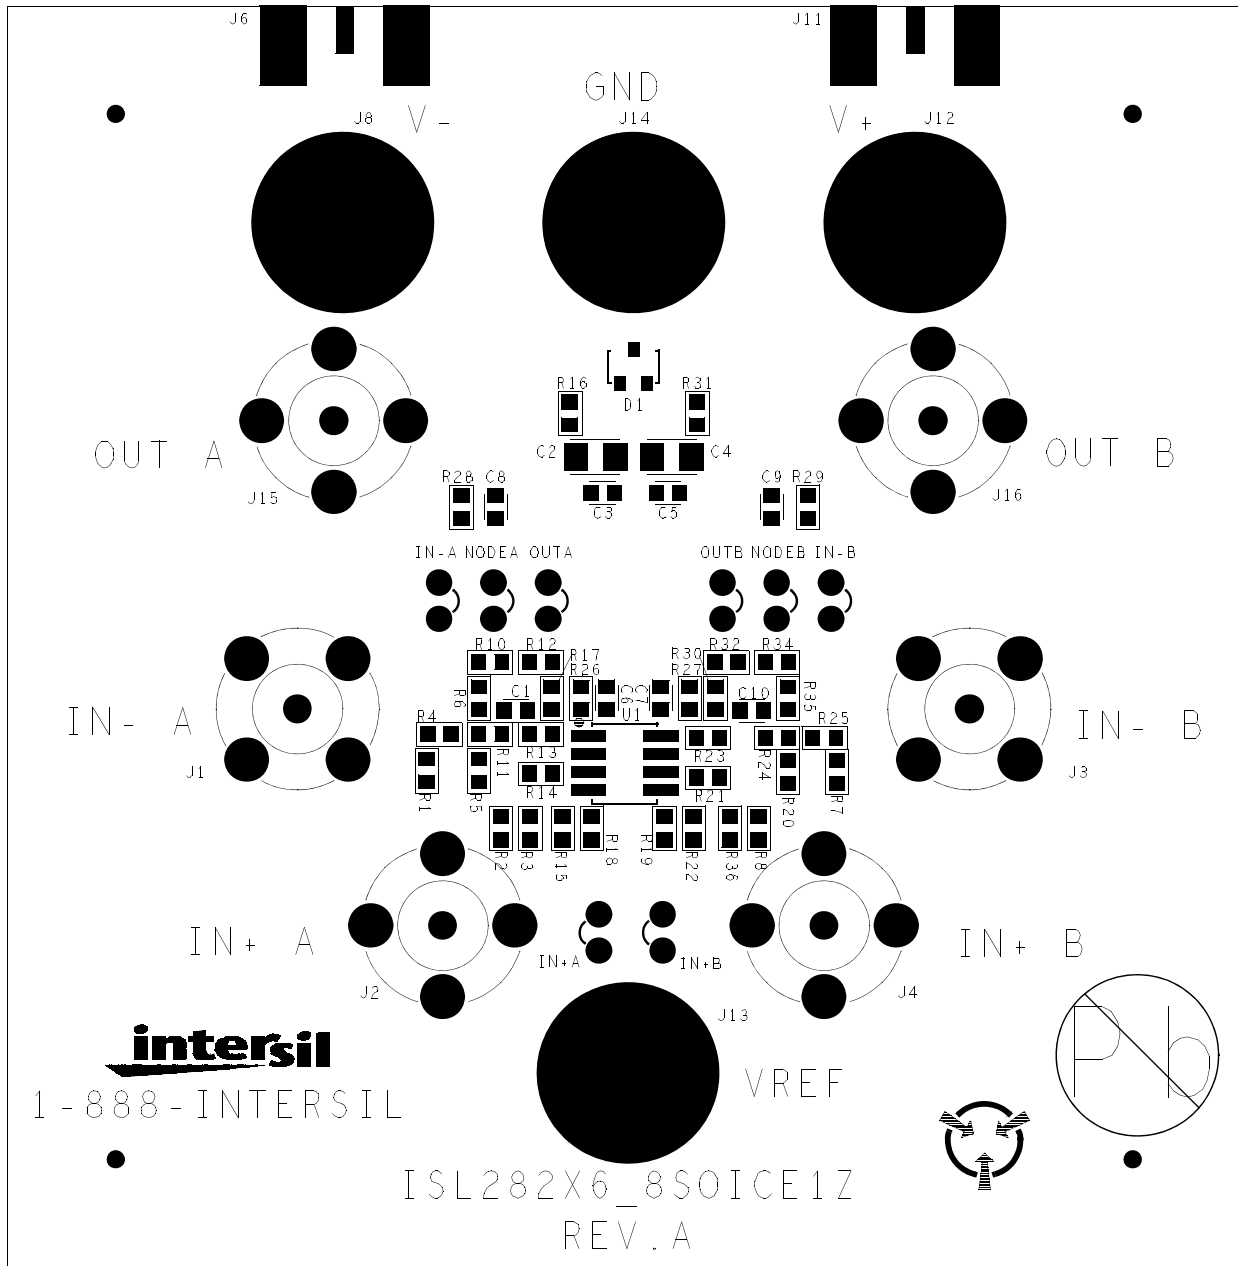 J6
J11
GND
V-
V+
J8
J14
J12
R16
R31
D1
OUT A
C2
C4
OUT B
R28
C8
C9
R29
J15
C3
C5
J16
IN-A NODEA OUTA
OUTB NODEB IN-B
R10
R12
R17
R26
R30
R27
R32
R34
R6
C1
C6
C7
C10
R35
IN- A
R4
U1
R25
IN- B
J1
R11
R13
R23
R24
J3
R1
R5
R14
R21
R20
R7
R2
R3
R15
R18
R19
R22
R36
R8
IN+ A
IN+A
IN+B
IN+ B
J2
J4
J13
intersil
VREF
Pb
1-888-INTERSIL
ISL282X6_8SOICE1Z
REV.A